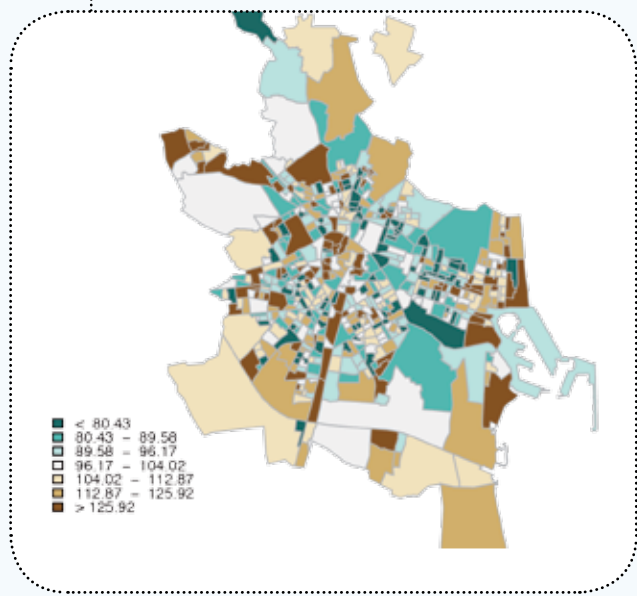 < 80.43
80.43 – 89.58
89.58 – 96.17
96.17 – 104.02
104.02 – 112.87
112.87 – 125.92
> 125.92